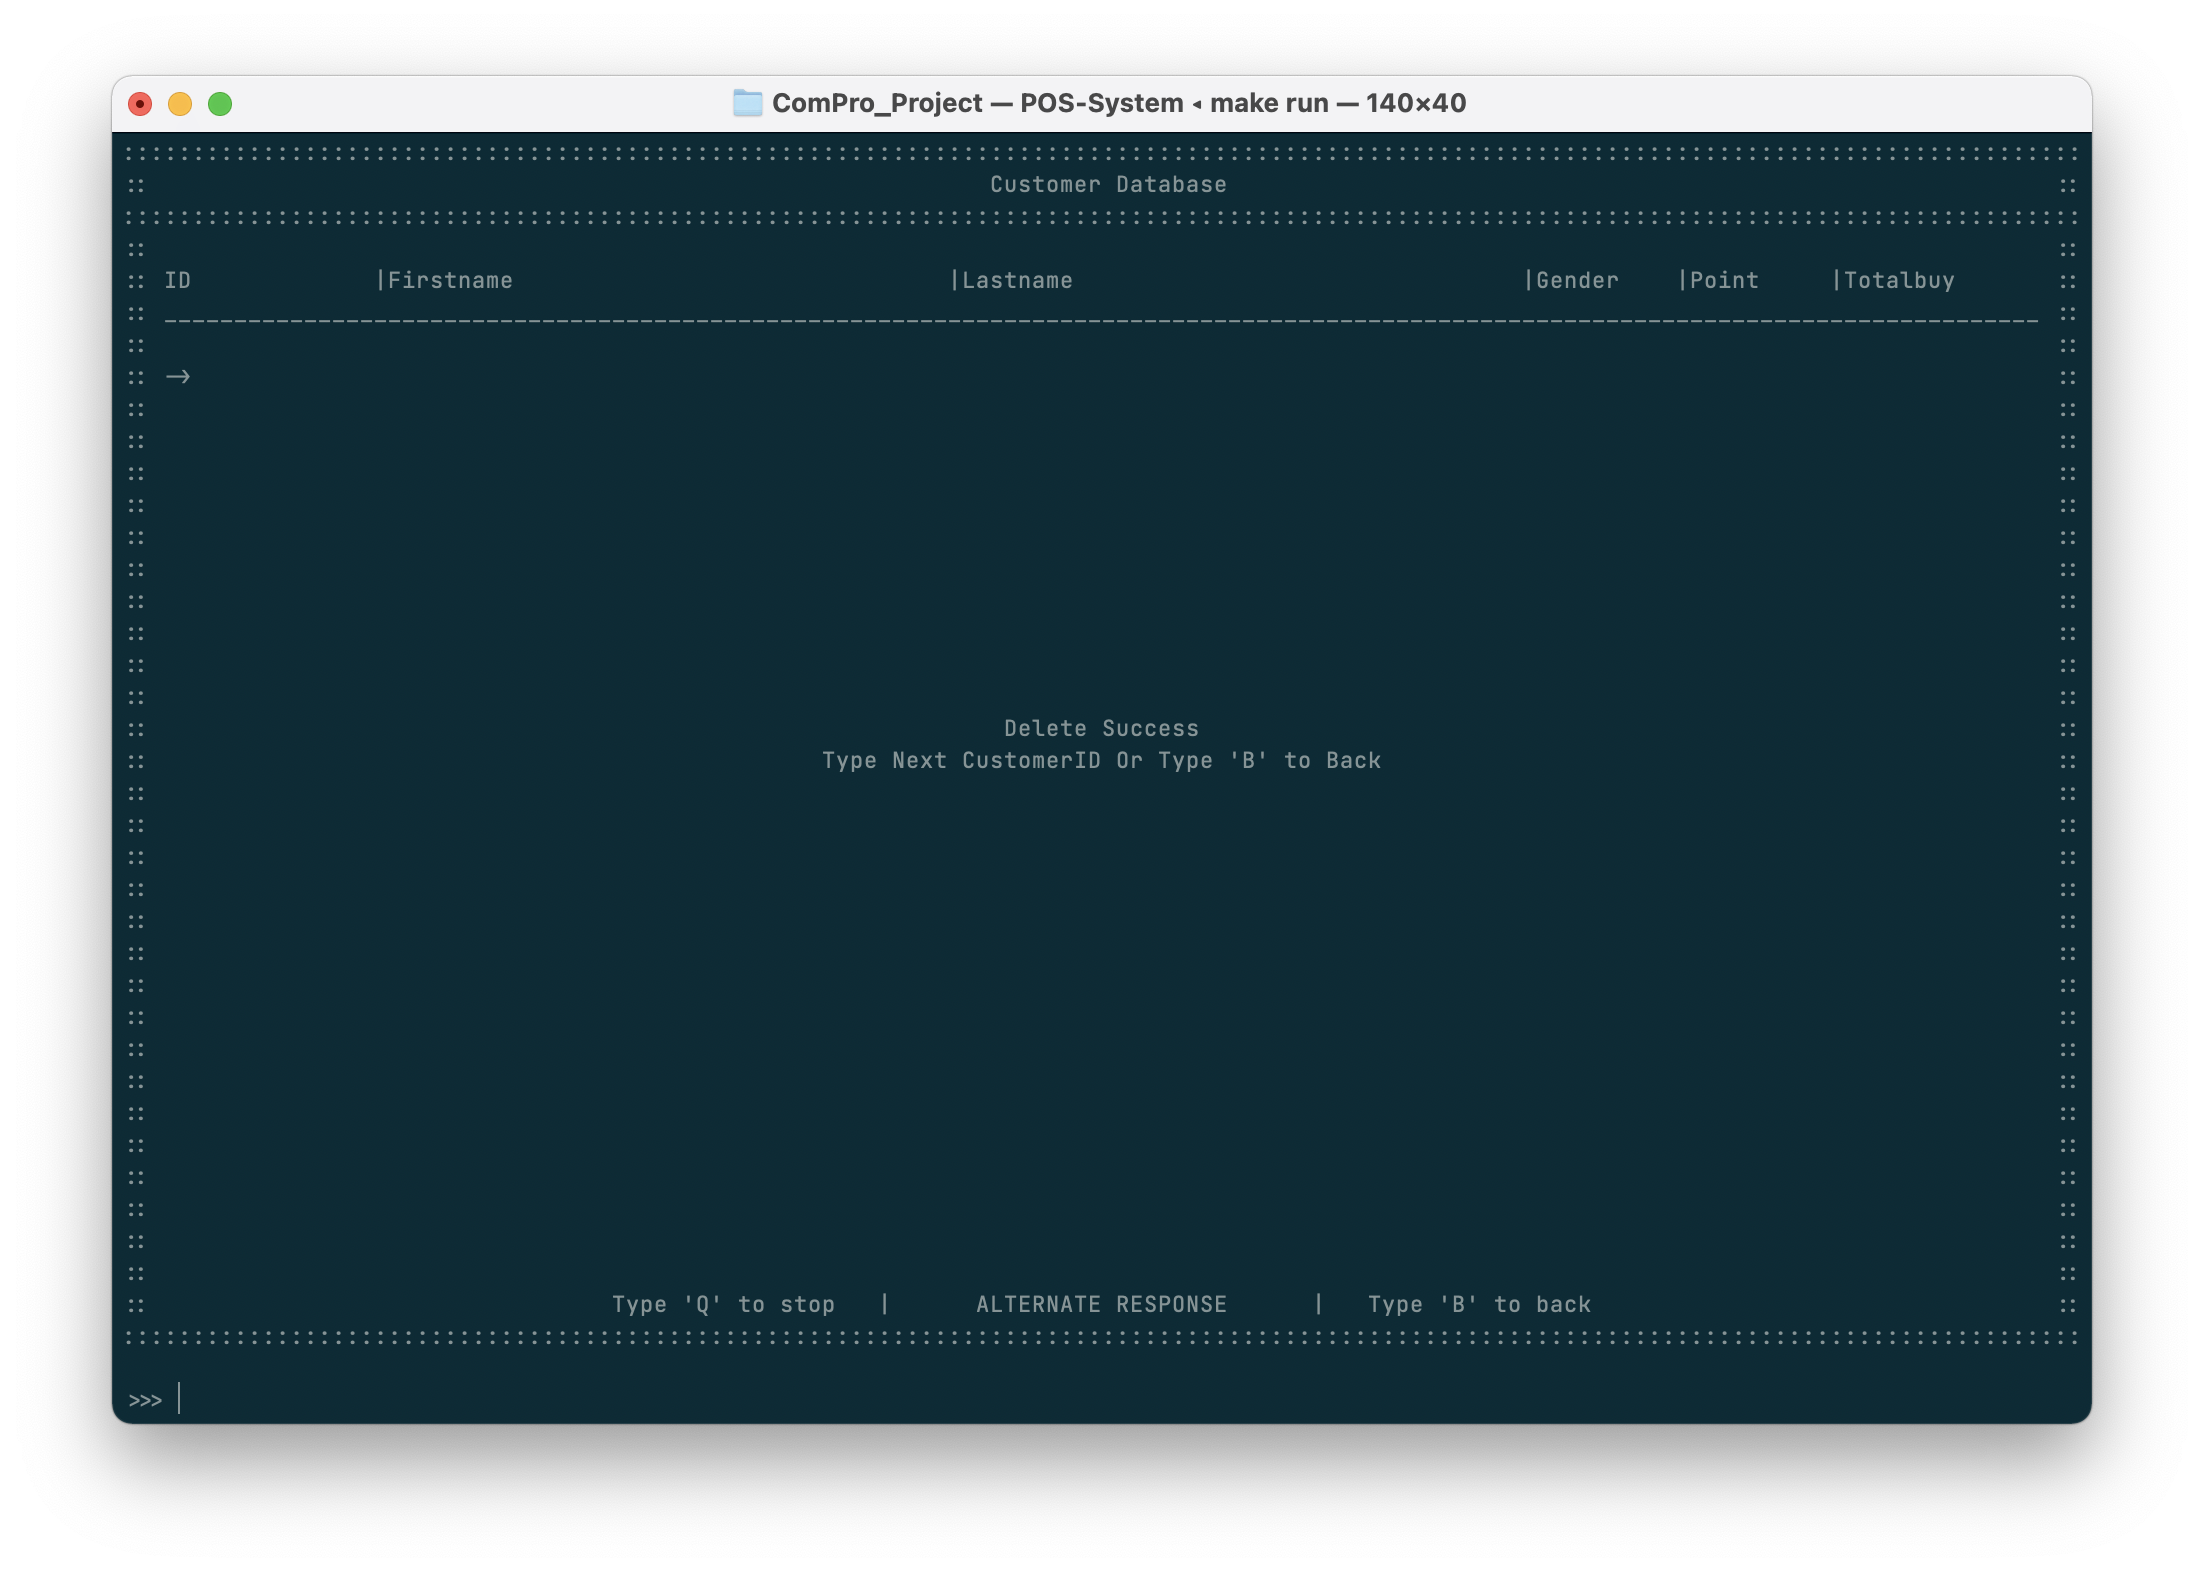 ComPro_Project — POS-System ◂ make run — 140×40
::::::::::::::::::::::::::::::::::::::::::::::::::::::::::::::::::::::::::::::::::::::::::::::::::::::::::::::::::::::::::::::::::::::::::::
:: Customer Database ::
::::::::::::::::::::::::::::::::::::::::::::::::::::::::::::::::::::::::::::::::::::::::::::::::::::::::::::::::::::::::::::::::::::::::::::
:: ID |Firstname |Lastname |Gender |Point |Totalbuy ::
:: ______________________________________________________________________________________________________________________________________ ::
:: -> ::
:: Delete Success ::
:: Type Next CustomerID Or Type 'B' to Back ::
:: Type 'Q' to stop | ALTERNATE RESPONSE | Type 'B' to back ::
::::::::::::::::::::::::::::::::::::::::::::::::::::::::::::::::::::::::::::::::::::::::::::::::::::::::::::::::::::::::::::::::::::::::::::
>>>